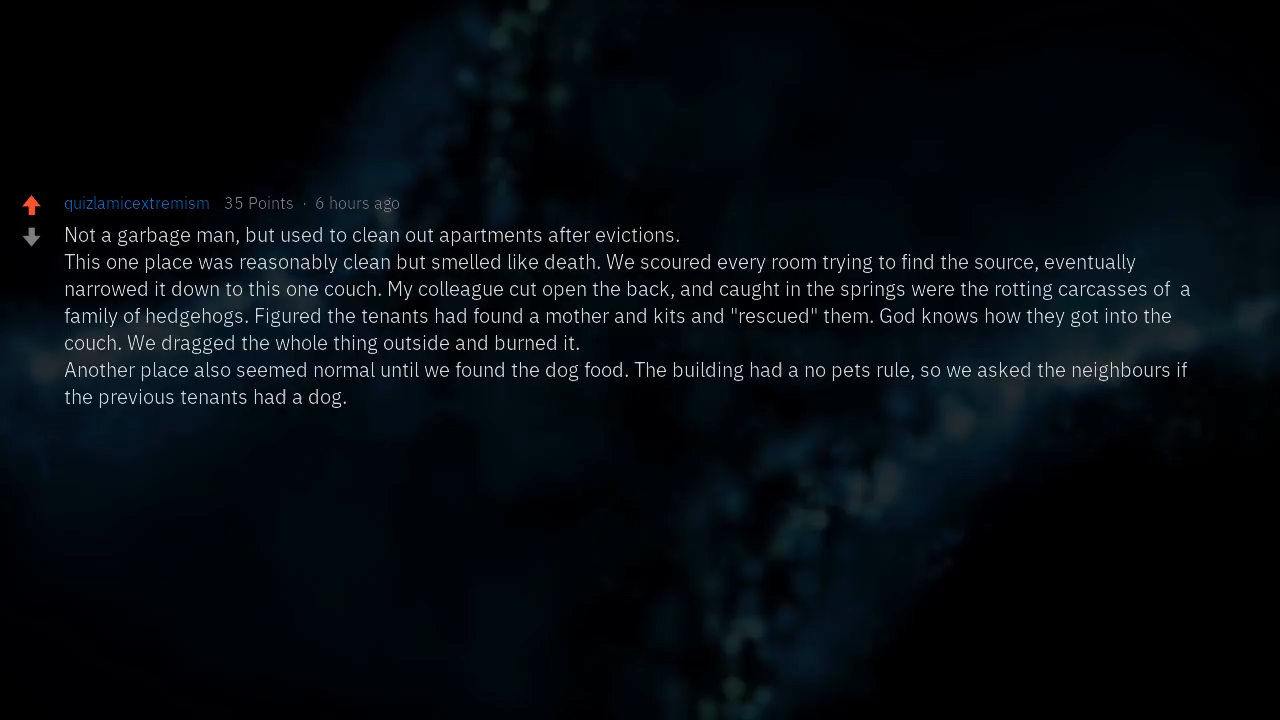 quizlamicextremism 35 Points · 6 hours ago
Not a garbage man, but used to clean out apartments after evictions.
This one place was reasonably clean but smelled like death. We scoured every room trying to find the source, eventually
narrowed it down to this one couch. My colleague cut open the back, and caught in the springs were the rotting carcasses of a
family of hedgehogs. Figured the tenants had found a mother and kits and "rescued" them. God knows how they got into the
couch. We dragged the whole thing outside and burned it.
Another place also seemed normal until we found the dog food. The building had a no pets rule, so we asked the neighbours if
the previous tenants had a dog.